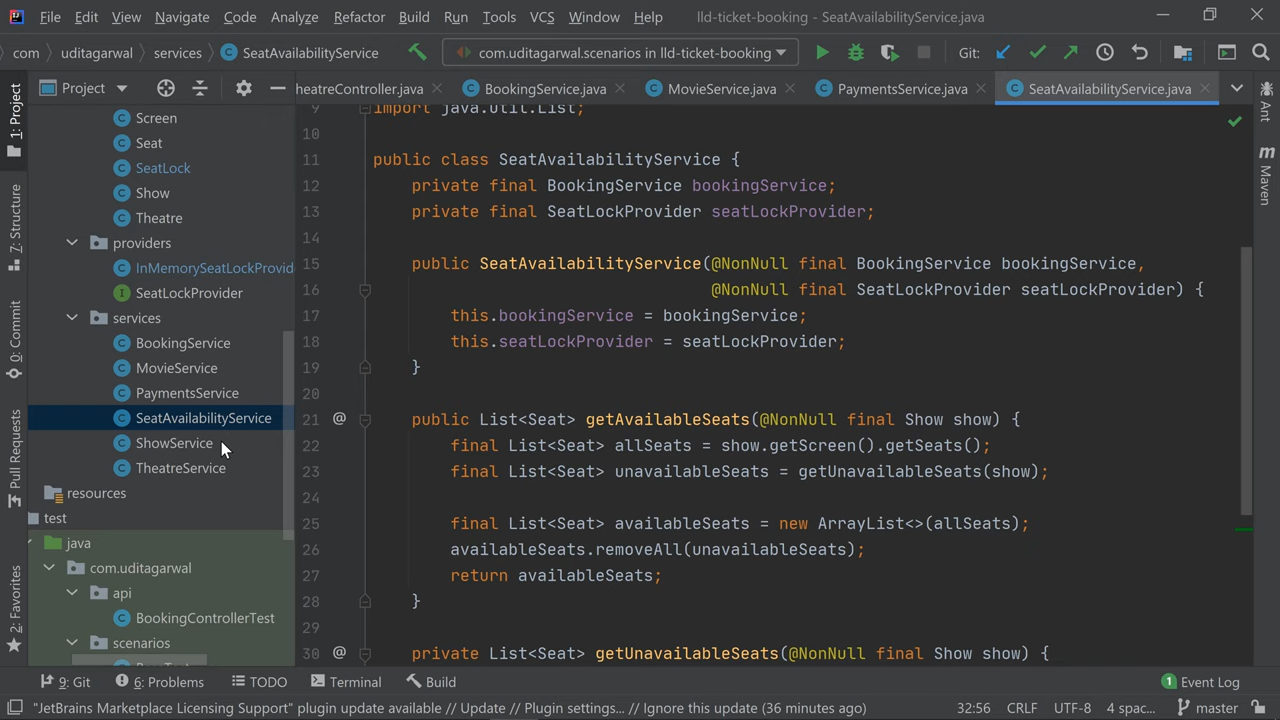 File Edit View Navigate Code Analyze Refactor Build Run Tools VCS Window Help lld-ticket-booking - SeatAvailabilityService.java
com uditagarwal services SeatAvailabilityService com.uditagarwal.scenarios in lld-ticket-booking Git:
Project
heatreController.java BookingService.java MovieService.java PaymentsService.java SeatAvailabilityService.java
1: Project
7: Structure
0: Commit
Pull Requests
2: Favorites
Screen
Seat
SeatLock
Show
Theatre
providers
InMemorySeatLockProvid
SeatLockProvider
services
BookingService
MovieService
PaymentsService
SeatAvailabilityService
ShowService
TheatreService
resources
test
java
com.uditagarwal
api
BookingControllerTest
scenarios
9 import java.util.List;
10
11 public class SeatAvailabilityService {
12 private final BookingService bookingService;
13 private final SeatLockProvider seatLockProvider;
14
15 public SeatAvailabilityService(@NonNull final BookingService bookingService,
16 @NonNull final SeatLockProvider seatLockProvider) {
17 this.bookingService = bookingService;
18 this.seatLockProvider = seatLockProvider;
19 }
20
21 @ public List<Seat> getAvailableSeats(@NonNull final Show show) {
22 final List<Seat> allSeats = show.getScreen().getSeats();
23 final List<Seat> unavailableSeats = getUnavailableSeats(show);
24
25 final List<Seat> availableSeats = new ArrayList<>(allSeats);
26 availableSeats.removeAll(unavailableSeats);
27 return availableSeats;
28 }
29
30 @ private List<Seat> getUnavailableSeats(@NonNull final Show show) {
Ant
m Maven
9: Git 6: Problems TODO Terminal Build 1 Event Log
"JetBrains Marketplace Licensing Support" plugin update available // Update // Plugin settings... // Ignore this update (36 minutes ago) 32:56 CRLF UTF-8 4 spac... master